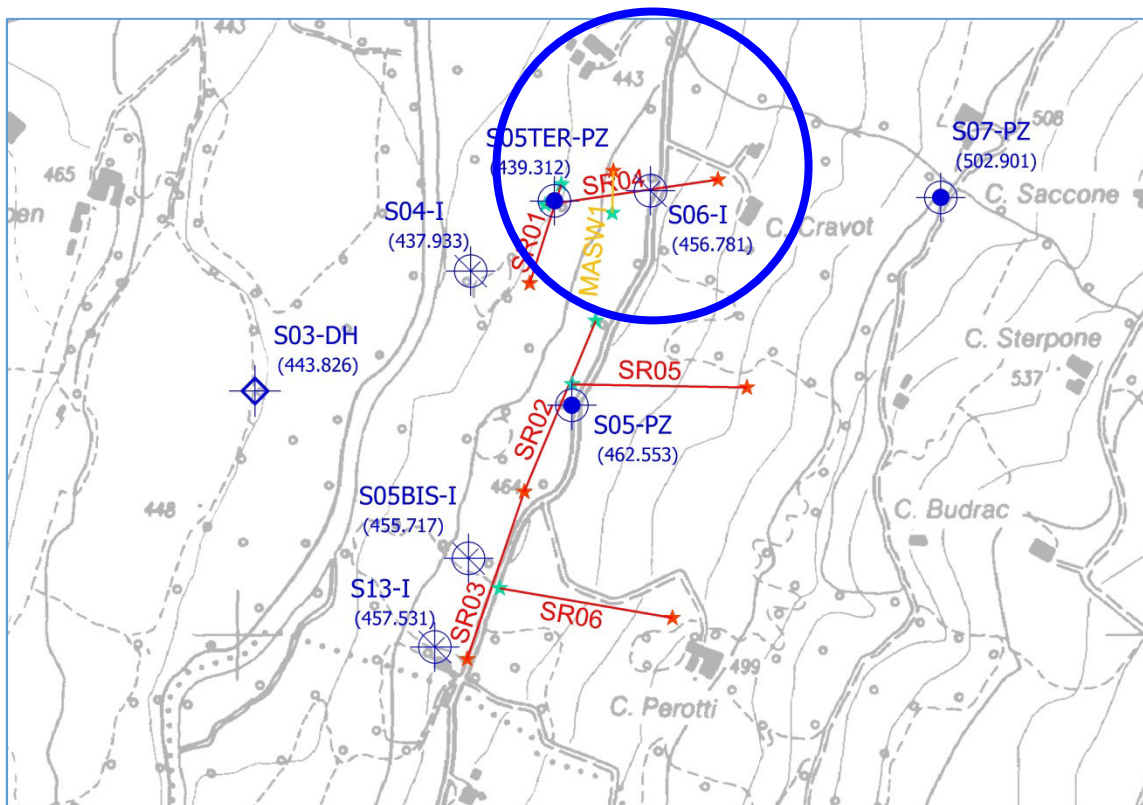 443
443
S05TER-PZ
(439.312)
508
S07-PZ
(502.901)
465
SR04
C. Saccone
S04-I
(437.933)
S06-I
(456.781)
C. Cravot
SR01
MASW1
S03-DH
(443.826)
C. Sterpone
537
SR05
SR02
S05-PZ
(462.553)
464
S05BIS-I
(455.717)
448
C. Budrac
S13-I
(457.531)
SR03
SR06
499
C. Perotti